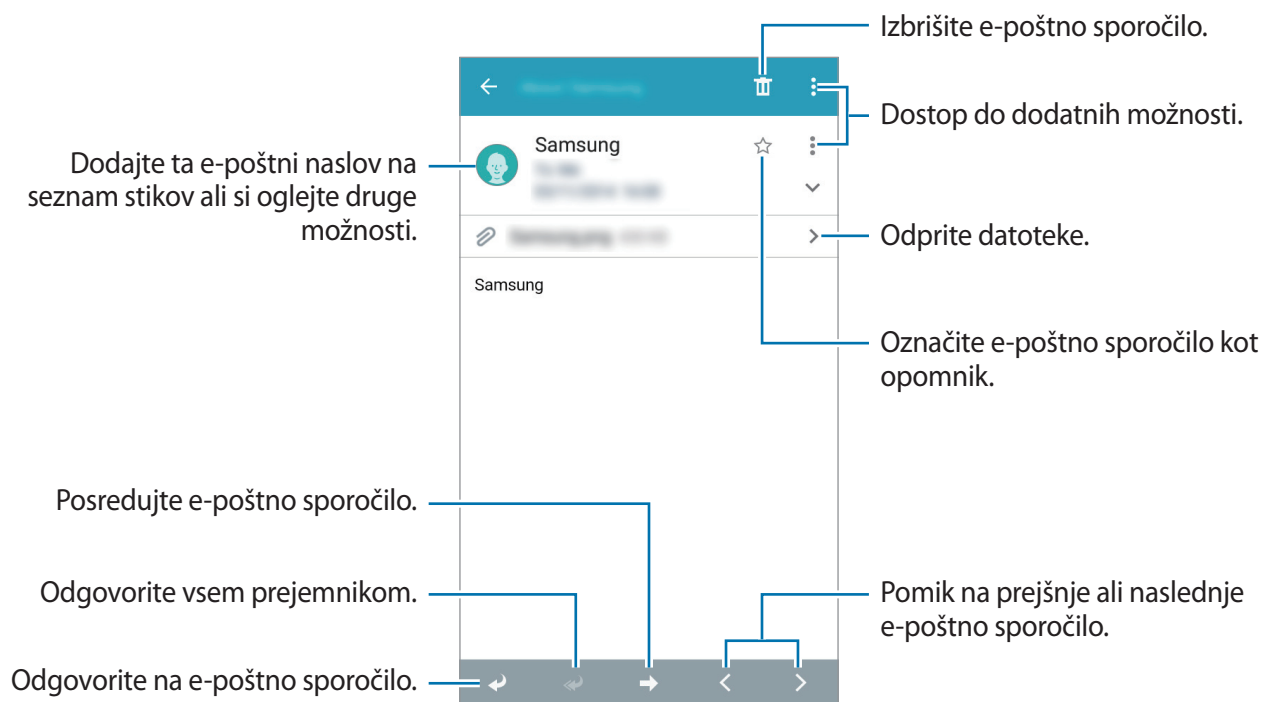 Izbrišite e-poštno sporočilo.
Dostop do dodatnih možnosti.
Samsung
Dodajte ta e-poštni naslov na
seznam stikov ali si oglejte druge
možnosti.
Odprite datoteke.
Samsung
Označite e-poštno sporočilo kot
opomnik.
Posredujte e-poštno sporočilo.
Odgovorite vsem prejemnikom.
Pomik na prejšnje ali naslednje
e-poštno sporočilo.
Odgovorite na e-poštno sporočilo.